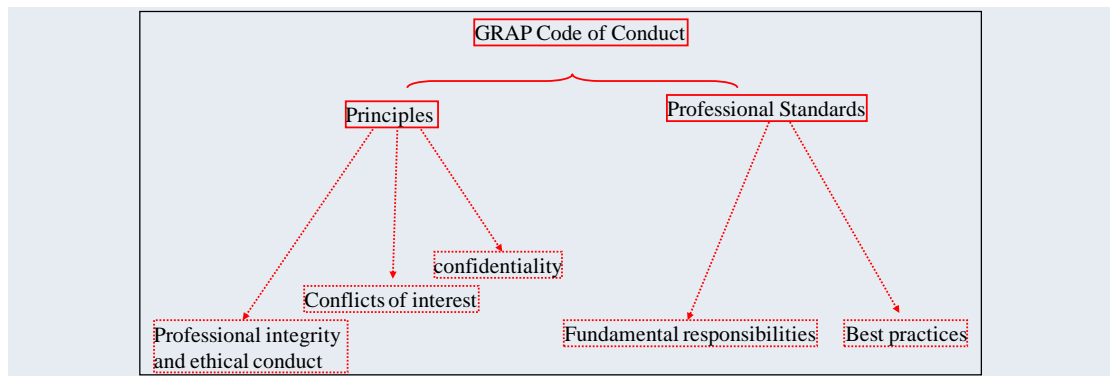 GRAP Code of Conduct
Principles
Professional Standards
confidentiality
Conflicts of interest
Professional integrity
and ethical conduct
Fundamental responsibilities
Best practices